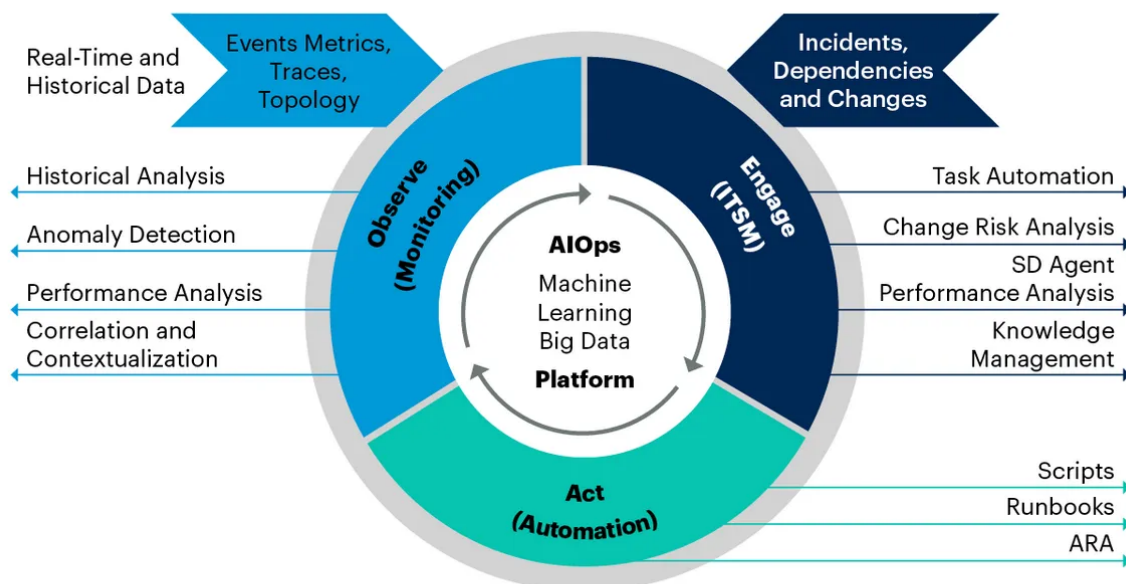 Real-Time and
Historical Data
Events Metrics,
Traces,
Topology
Incidents,
Dependencies
and Changes
Historical Analysis
Anomaly Detection
Performance Analysis
Correlation and
Contextualization
Observe
(Monitoring)
AIOps
Machine
Learning
Big Data
Platform
Engage
(ITSM)
Task Automation
Change Risk Analysis
SD Agent
Performance Analysis
Knowledge
Management
Act
(Automation)
Scripts
Runbooks
ARA